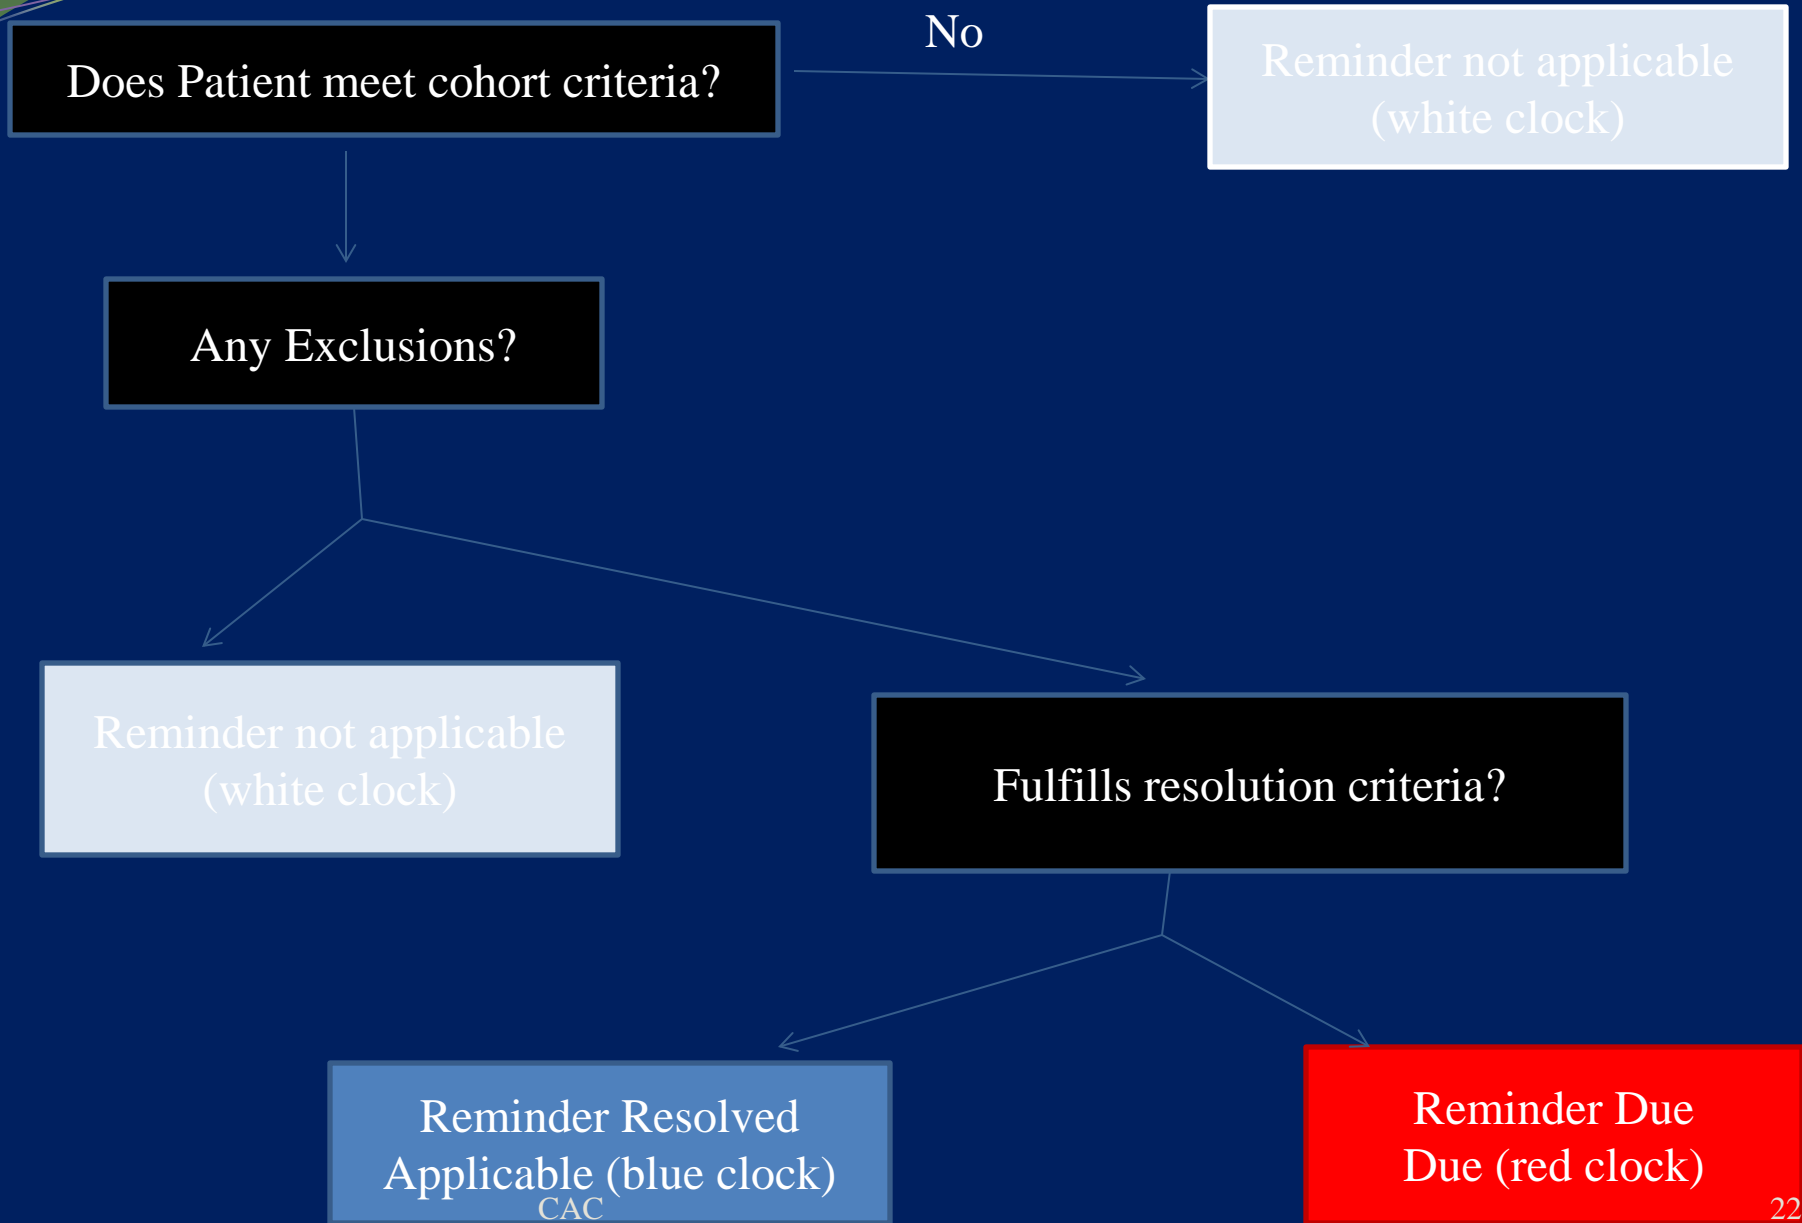 Does Patient meet cohort criteria?
No
Reminder not applicable
(white clock)
Any Exclusions?
Reminder not applicable
(white clock)
Fulfills resolution criteria?
Reminder Resolved
Applicable (blue clock)
Reminder Due
Due (red clock)
CAC
22